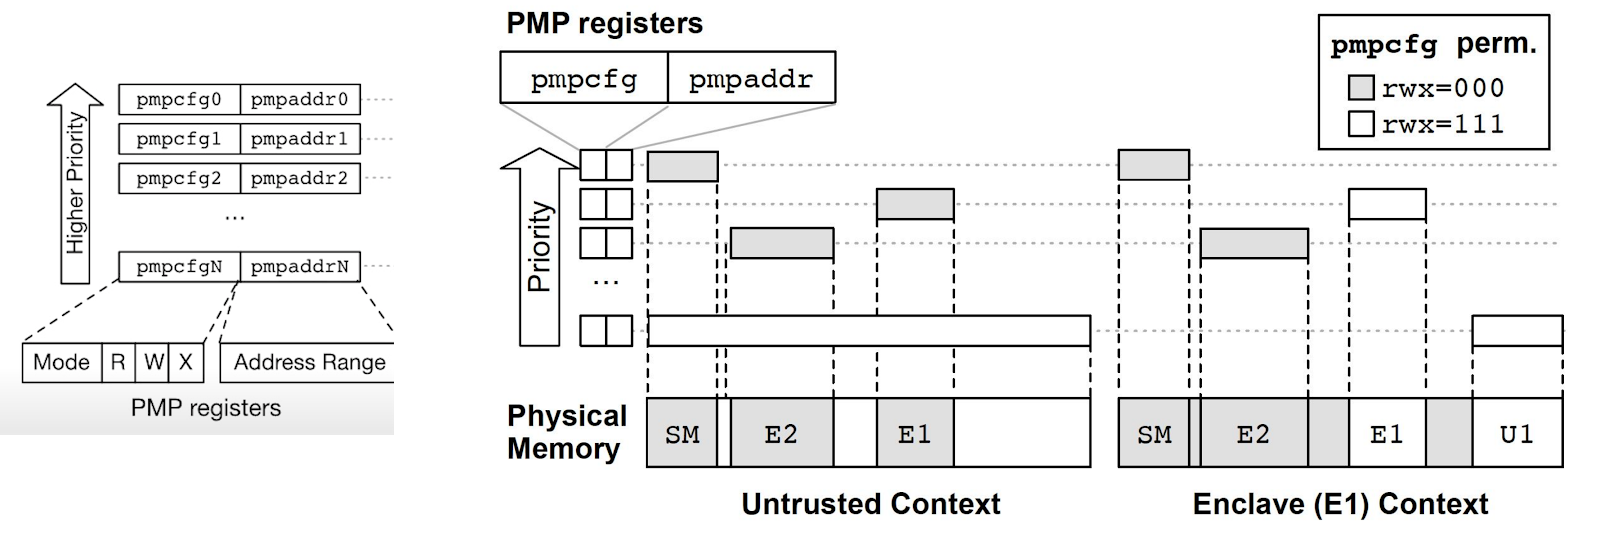 Higher Priority
pmpcfg0 pmpaddr0
pmpcfg1 pmpaddr1
pmpcfg2 pmpaddr2
...
pmpcfgN pmpaddrN
Mode R W X Address Range
PMP registers
PMP registers
pmpcfg pmpaddr
Priority
...
Physical
Memory
SM E2 E1
Untrusted Context
SM E2 E1 U1
Enclave (E1) Context
pmpcfg perm.
rwx=000
rwx=111